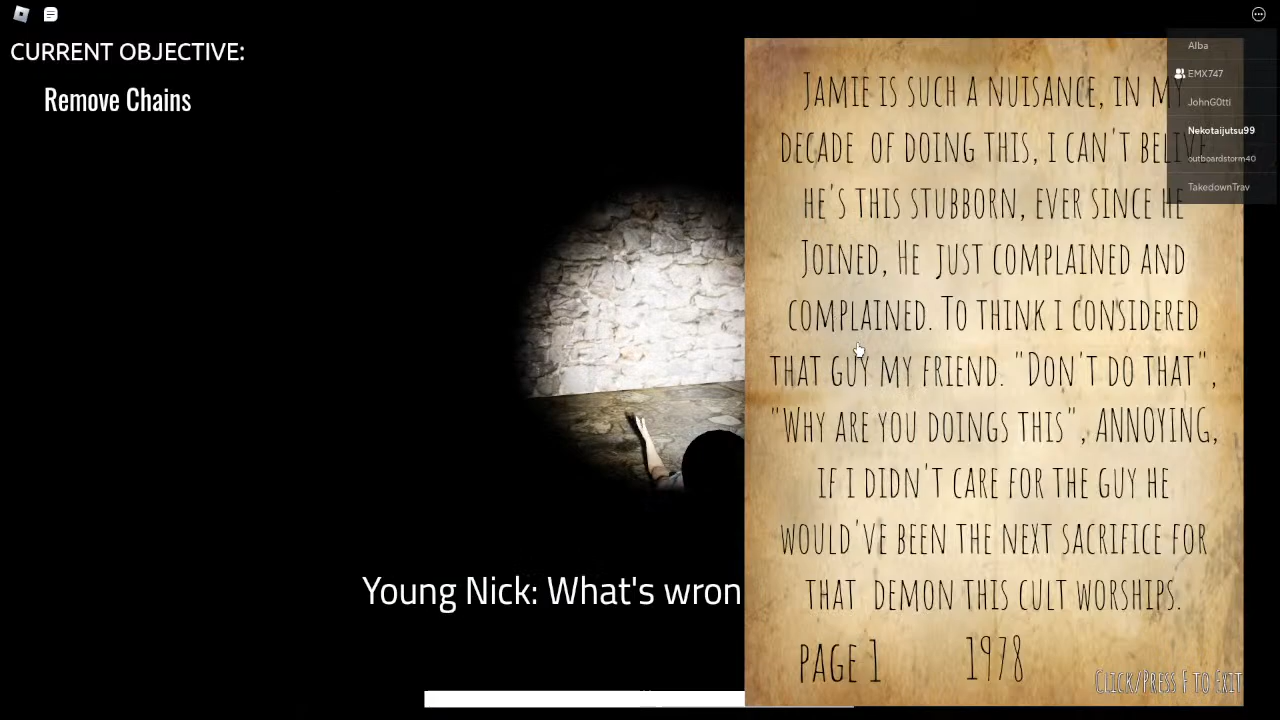 CURRENT OBJECTIVE:
Remove Chains
JAMIE IS SUCH A NUISANCE, IN MY
DECADE OF DOING THIS, I CAN'T BELIVE
HE'S THIS STUBBORN, EVER SINCE HE
JOINED, HE JUST COMPLAINED AND
COMPLAINED. TO THINK I CONSIDERED
THAT GUY MY FRIEND. "DON'T DO THAT",
"WHY ARE YOU DOINGS THIS", ANNOYING,
IF I DIDN'T CARE FOR THE GUY HE
WOULD'VE BEEN THE NEXT SACRIFICE FOR
THAT DEMON THIS CULT WORSHIPS.
PAGE 1 1978
CLICK/PRESS F TO EXIT
Alba
EMX747
JohnG0tti
Nekotaijutsu99
outboardstorm40
TakedownTrav
Young Nick: What's wron